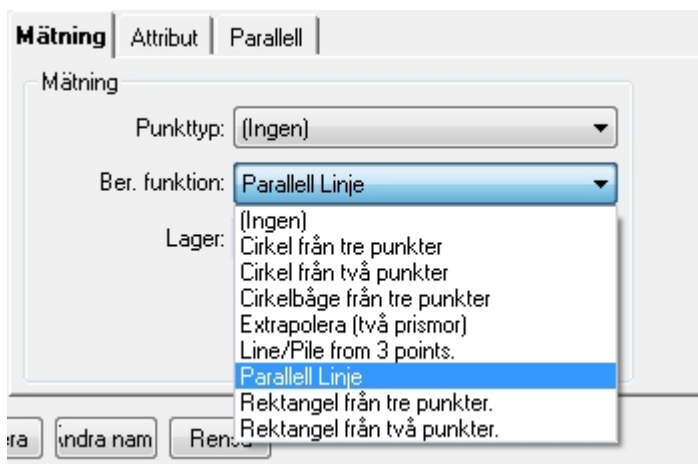 Mätning Attribut Parallell
Mätning
Punkttyp: (Ingen)
Ber. funktion: Parallell Linje
Lager:
(Ingen)
Cirkel från tre punkter
Cirkel från två punkter
Cirkelbåge från tre punkter
Extrapolera (två prismor)
Line/Pile from 3 points.
Parallell Linje
Rektangel från tre punkter.
Rektangel från två punkter.